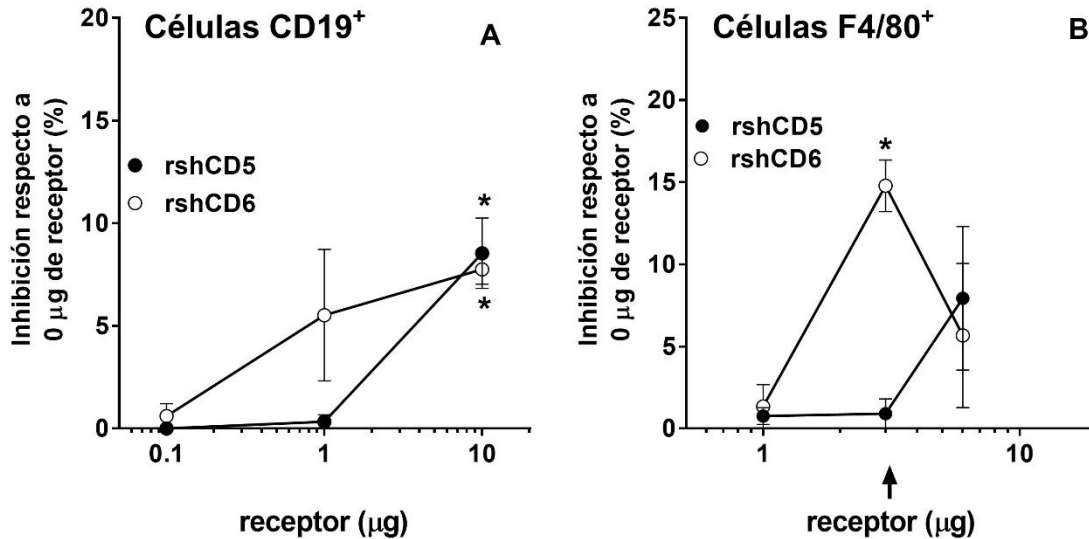 Células CD19+
A
Inhibición respecto a
0 µg de receptor (%)
20
15
10
5
0
rshCD5
rshCD6
*
*
0.1
1
10
receptor (µg)
Células F4/80+
B
Inhibición respecto a
0 µg de receptor (%)
25
20
15
10
5
0
rshCD5
rshCD6
*
1
10
receptor (µg)